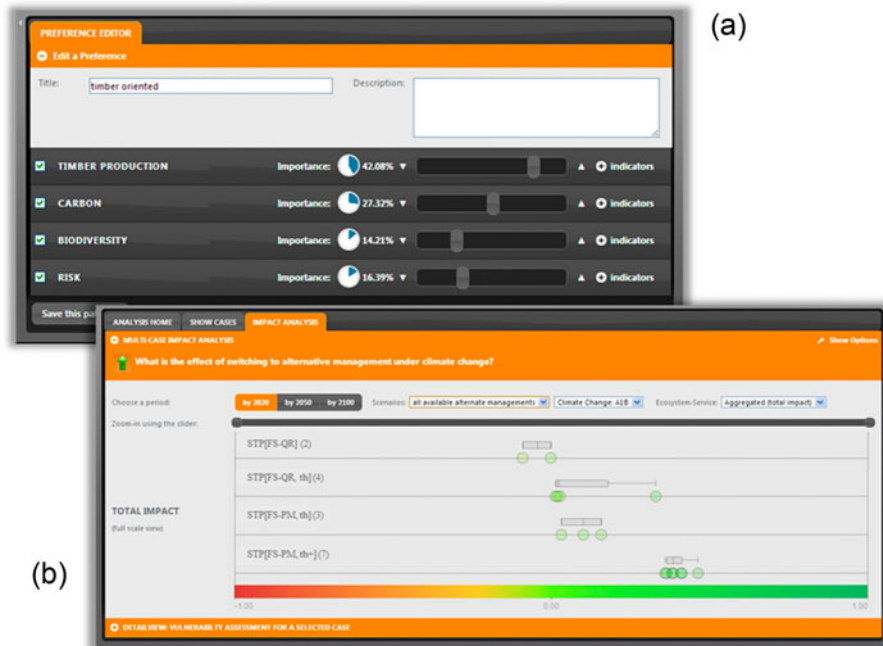 (a)
PREFERENCE EDITOR
Edit a Preference
Title: timber oriented Description:
TIMBER PRODUCTION Importance: 42.08% ▼ ▲ indicators
CARBON Importance: 27.32% ▼ ▲ indicators
BIODIVERSITY Importance: 14.21% ▼ ▲ indicators
RISK Importance: 16.39% ▼ ▲ indicators
Save this
(b)
ANALYSIS HOME SHOW CASES IMPACT ANALYSIS
MULTI-CASE IMPACT ANALYSIS Show Options
What is the effect of switching to alternative management under climate change?
Choose a period: by 2020 by 2050 by 2100 Scenarios: all available alternate managements Climate Change: A1B Ecosystem Service: Aggregated (total impact)
Zoom-in using the slider:
STP[FS-QR] (2)
STP[FS-QR, th](4)
TOTAL IMPACT
(full scale view)
STP[FS-PM, th](3)
STP[FS-PM, th+](7)
-1.00 0.00 1.00
DETAILVIEW: VULNERABILITY ASSESSMENT FOR A SELECTED CASE